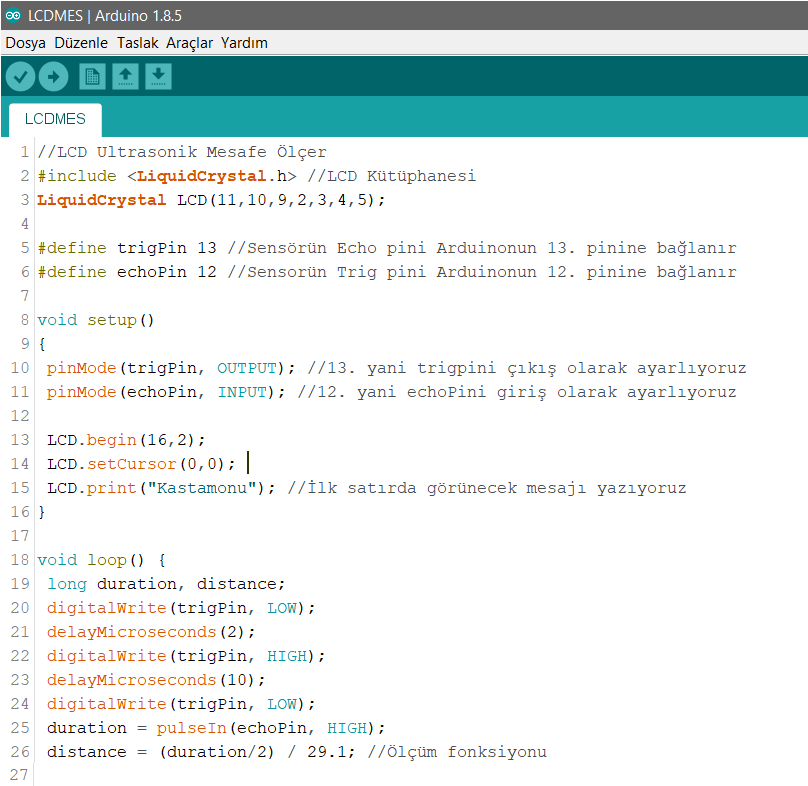 LCDMES | Arduino 1.8.5
Dosya Düzenle Taslak Araçlar Yardım
LCDMES
1 //LCD Ultrasonik Mesafe Ölçer
2 #include <LiquidCrystal.h> //LCD Kütüphanesi
3 LiquidCrystal LCD(11,10,9,2,3,4,5);
4
5 #define trigPin 13 //Sensörün Echo pini Arduinonun 13. pinine bağlanır
6 #define echoPin 12 //Sensorün Trig pini Arduinonun 12. pinine bağlanır
7
8 void setup()
9 {
10 pinMode(trigPin, OUTPUT); //13. yani trigpini çıkış olarak ayarlıyoruz
11 pinMode(echoPin, INPUT); //12. yani echoPini giriş olarak ayarlıyoruz
12
13 LCD.begin(16,2);
14 LCD.setCursor(0,0);
15 LCD.print("Kastamonu"); //İlk satırda görünecek mesajı yazıyoruz
16 }
17
18 void loop() {
19 long duration, distance;
20 digitalWrite(trigPin, LOW);
21 delayMicroseconds(2);
22 digitalWrite(trigPin, HIGH);
23 delayMicroseconds(10);
24 digitalWrite(trigPin, LOW);
25 duration = pulseIn(echoPin, HIGH);
26 distance = (duration/2) / 29.1; //Ölçüm fonksiyonu
27